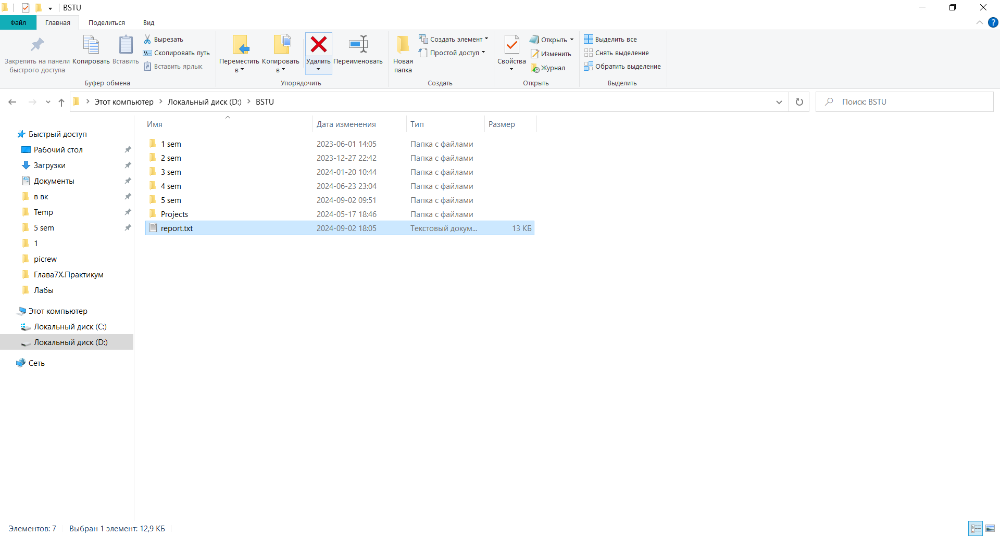 BSTU
Файл Главная Поделиться Вид
Закрепить на панели быстрого доступа
Копировать
Вставить
Вырезать
Скопировать путь
Вставить ярлык
Буфер обмена
Переместить в
Копировать в
Удалить
Переименовать
Упорядочить
Новая папка
Создать элемент
Простой доступ
Создать
Свойства
Открыть
Изменить
Журнал
Открыть
Выделить все
Снять выделение
Обратить выделение
Выделить
Этот компьютер Локальный диск (D:) BSTU
Поиск: BSTU
Быстрый доступ
Рабочий стол
Загрузки
Документы
в вк
Temp
5 sem
1
picrew
Глава7X.Практикум
Лабы
Этот компьютер
Локальный диск (C:)
Локальный диск (D:)
Сеть
Имя Дата изменения Тип Размер
1 sem 2023-06-01 14:05 Папка с файлами
2 sem 2023-12-27 22:42 Папка с файлами
3 sem 2024-01-20 10:44 Папка с файлами
4 sem 2024-06-23 23:04 Папка с файлами
5 sem 2024-09-02 09:51 Папка с файлами
Projects 2024-05-17 18:46 Папка с файлами
report.txt 2024-09-02 18:05 Текстовый докум... 13 КБ
Элементов: 7 Выбран 1 элемент: 12,9 КБ